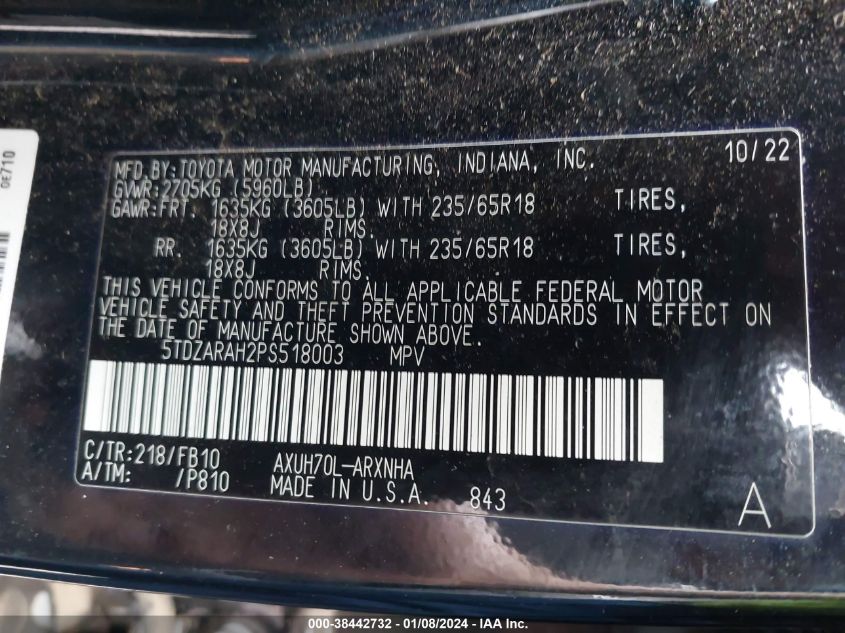 OE710
MFD.BY:TOYOTA MOTOR MANUFACTURING, INDIANA, INC. 10/22
GVWR:2705KG (5960LB)
GAWR:FRT. 1635KG (3605LB) WITH 235/65R18 TIRES,
18X8J RIMS.
RR. 1635KG (3605LB) WITH 235/65R18 TIRES,
18X8J RIMS.
THIS VEHICLE CONFORMS TO ALL APPLICABLE FEDERAL MOTOR
VEHICLE SAFETY AND THEFT PREVENTION STANDARDS IN EFFECT ON
THE DATE OF MANUFACTURE SHOWN ABOVE.
5TDZARAH2PS518003 MPV
C/TR:218/FB10 AXUH70L-ARXNHA
A/TM: /P810 MADE IN U.S.A. 843
A
000-38442732 - 01/08/2024 - IAA Inc.